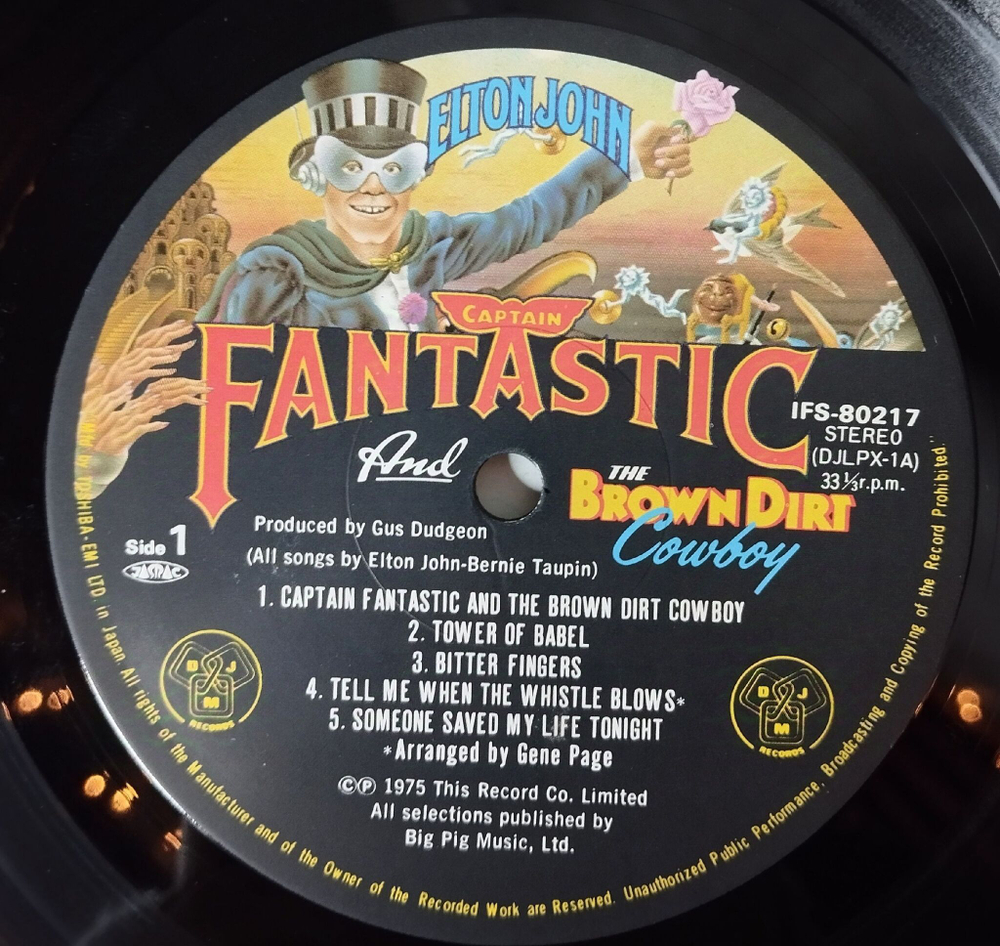 ELTON JOHN
CAPTAIN
FANTASTIC
And
THE
BROWN DIRT
Cowboy
IFS-80217
STEREO
(DJLPX-1A)
33 ⅓ r.p.m.
Side 1
JASRAC
Produced by Gus Dudgeon
(All songs by Elton John-Bernie Taupin)
1. CAPTAIN FANTASTIC AND THE BROWN DIRT COWBOY
2. TOWER OF BABEL
3. BITTER FINGERS
4. TELL ME WHEN THE WHISTLE BLOWS*
5. SOMEONE SAVED MY LIFE TONIGHT
*Arranged by Gene Page
DJM
RECORDS
DJM
RECORDS
©℗ 1975 This Record Co. Limited
All selections published by
Big Pig Music, Ltd.
by TOSHIBA·EMI LTD. in Japan. All rights of the Manufacturer and of the Owner of the Recorded Work are Reserved. Unauthorized Public Performance, Broadcasting and Copying of the Record Prohibited."